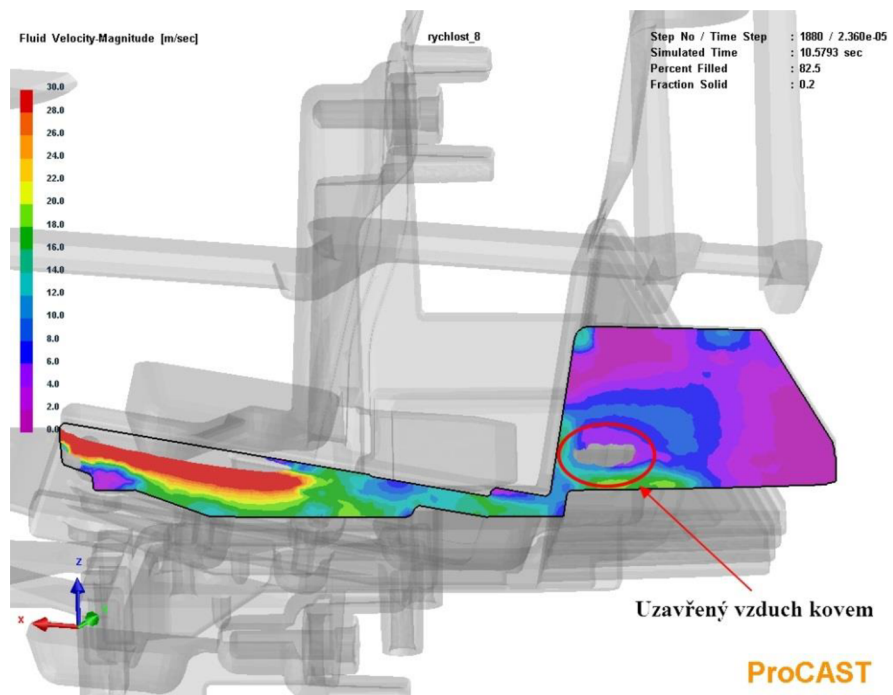 Fluid Velocity-Magnitude [m/sec]
rychlost_8
Step No / Time Step : 1880 / 2.360e-05
Simulated Time : 10.5793 sec
Percent Filled : 82.5
Fraction Solid : 0.2
30.0
28.0
26.0
24.0
22.0
20.0
18.0
16.0
14.0
12.0
10.0
8.0
6.0
4.0
2.0
0.0
Z
X
Uzavřený vzduch kovem
ProCAST